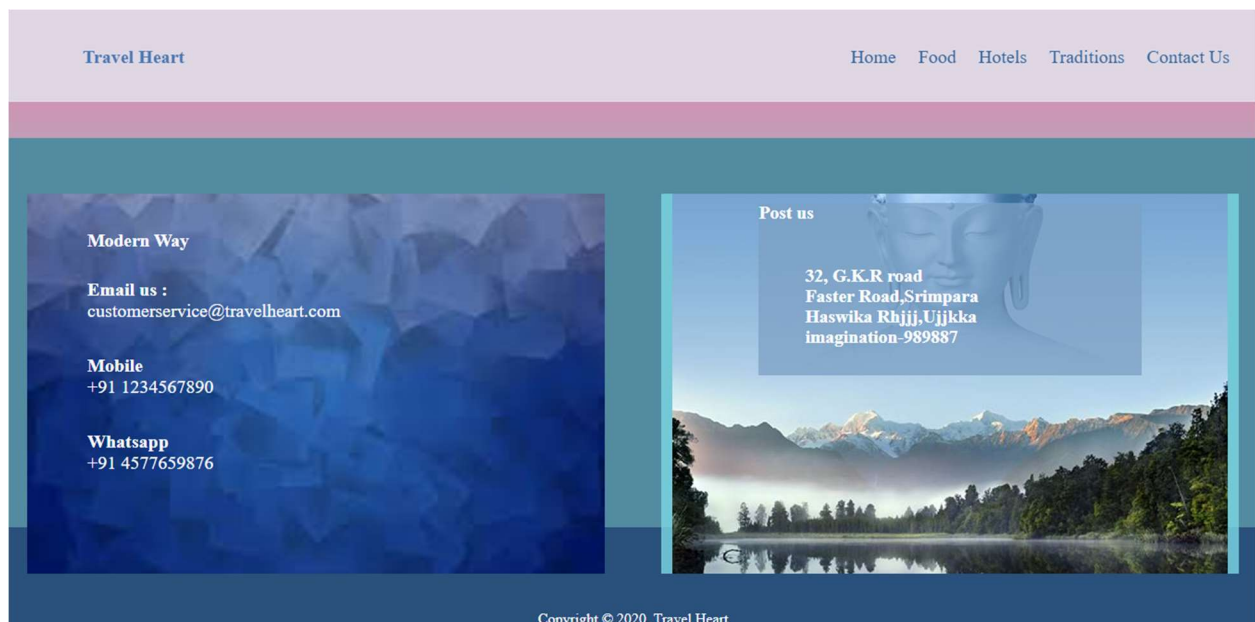 Travel Heart
Home Food Hotels Traditions Contact Us
Modern Way
Email us :
customerservice@travelheart.com
Mobile
+91 1234567890
Whatsapp
+91 4577659876
Post us
32, G.K.R road
Faster Road,Srimpara
Haswika Rhjjj,Ujjkka
imagination-989887
Copyright © 2020 Travel Heart